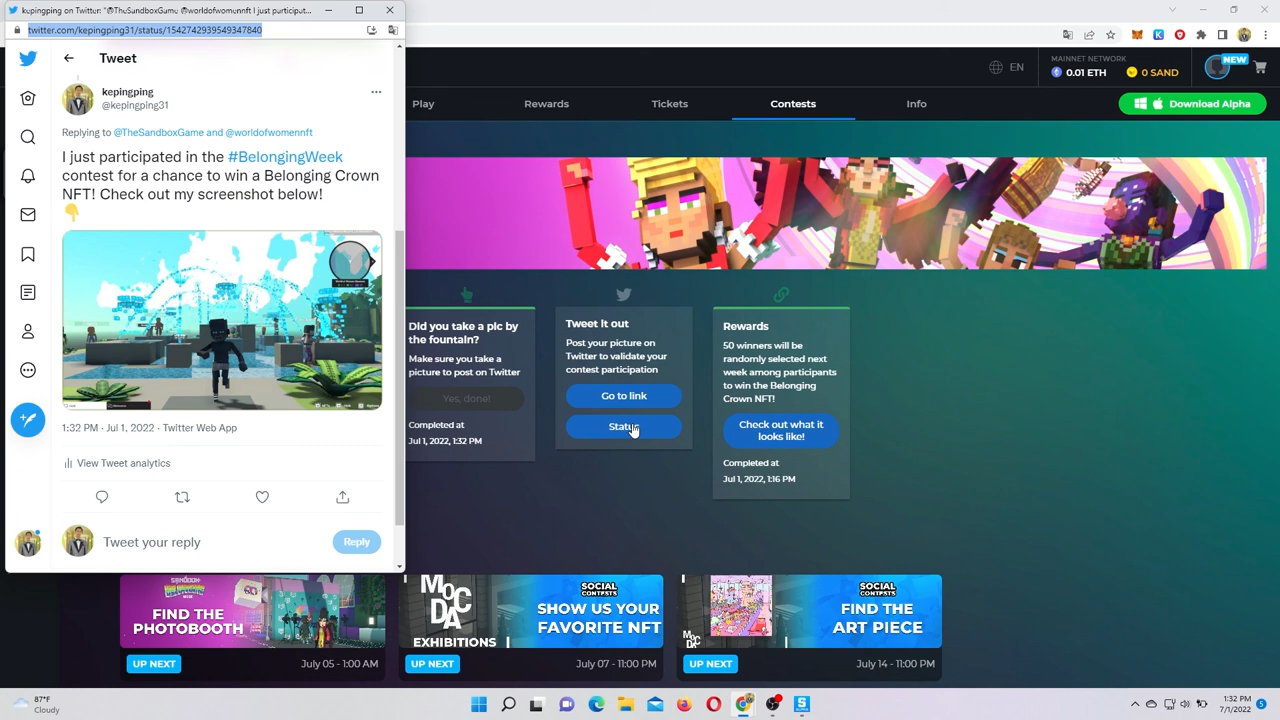 kepingping on Twitter: "@TheSandboxGame @worldofwomennft I just participat...
twitter.com/kepingping31/status/1542742939549347840
Tweet
kepingping
@kepingping31
Replying to @TheSandboxGame and @worldofwomennft
I just participated in the #BelongingWeek
contest for a chance to win a Belonging Crown
NFT! Check out my screenshot below!
1:32 PM · Jul 1, 2022 · Twitter Web App
View Tweet analytics
Tweet your reply
Reply
EN
MAINNET NETWORK
0.01 ETH
0 SAND
NEW
Play
Rewards
Tickets
Contests
Info
Download Alpha
Did you take a pic by
the fountain?
Make sure you take a
picture to post on Twitter
Yes, done!
Completed at
Jul 1, 2022, 1:32 PM
Tweet it out
Post your picture on
Twitter to validate your
contest participation
Go to link
Status
Rewards
50 winners will be
randomly selected next
week among participants
to win the Belonging
Crown NFT!
Check out what it
looks like!
Completed at
Jul 1, 2022, 1:16 PM
FIND THE
PHOTOBOOTH
UP NEXT
July 05 - 1:00 AM
MOCDA
EXHIBITIONS
SOCIAL
CONTESTS
SHOW US YOUR
FAVORITE NFT
UP NEXT
July 07 - 11:00 PM
SOCIAL
CONTESTS
FIND THE
ART PIECE
UP NEXT
July 14 - 11:00 PM
87°F
Cloudy
1:32 PM
7/1/2022